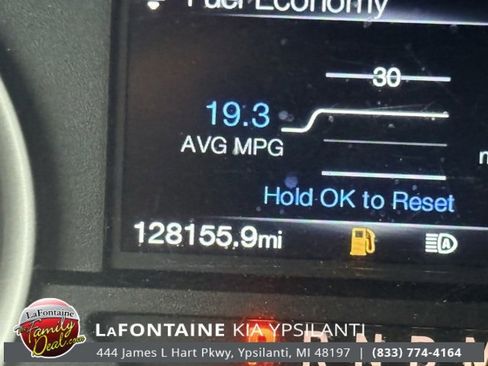 Fuel Economy
30
19.3
AVG MPG
Hold OK to Reset
128155.9mi
P R N D M
LaFontaine
The Family Deal.com
LAFONTAINE KIA YPSILANTI
444 James L Hart Pkwy, Ypsilanti, MI 48197 | (833) 774-4164